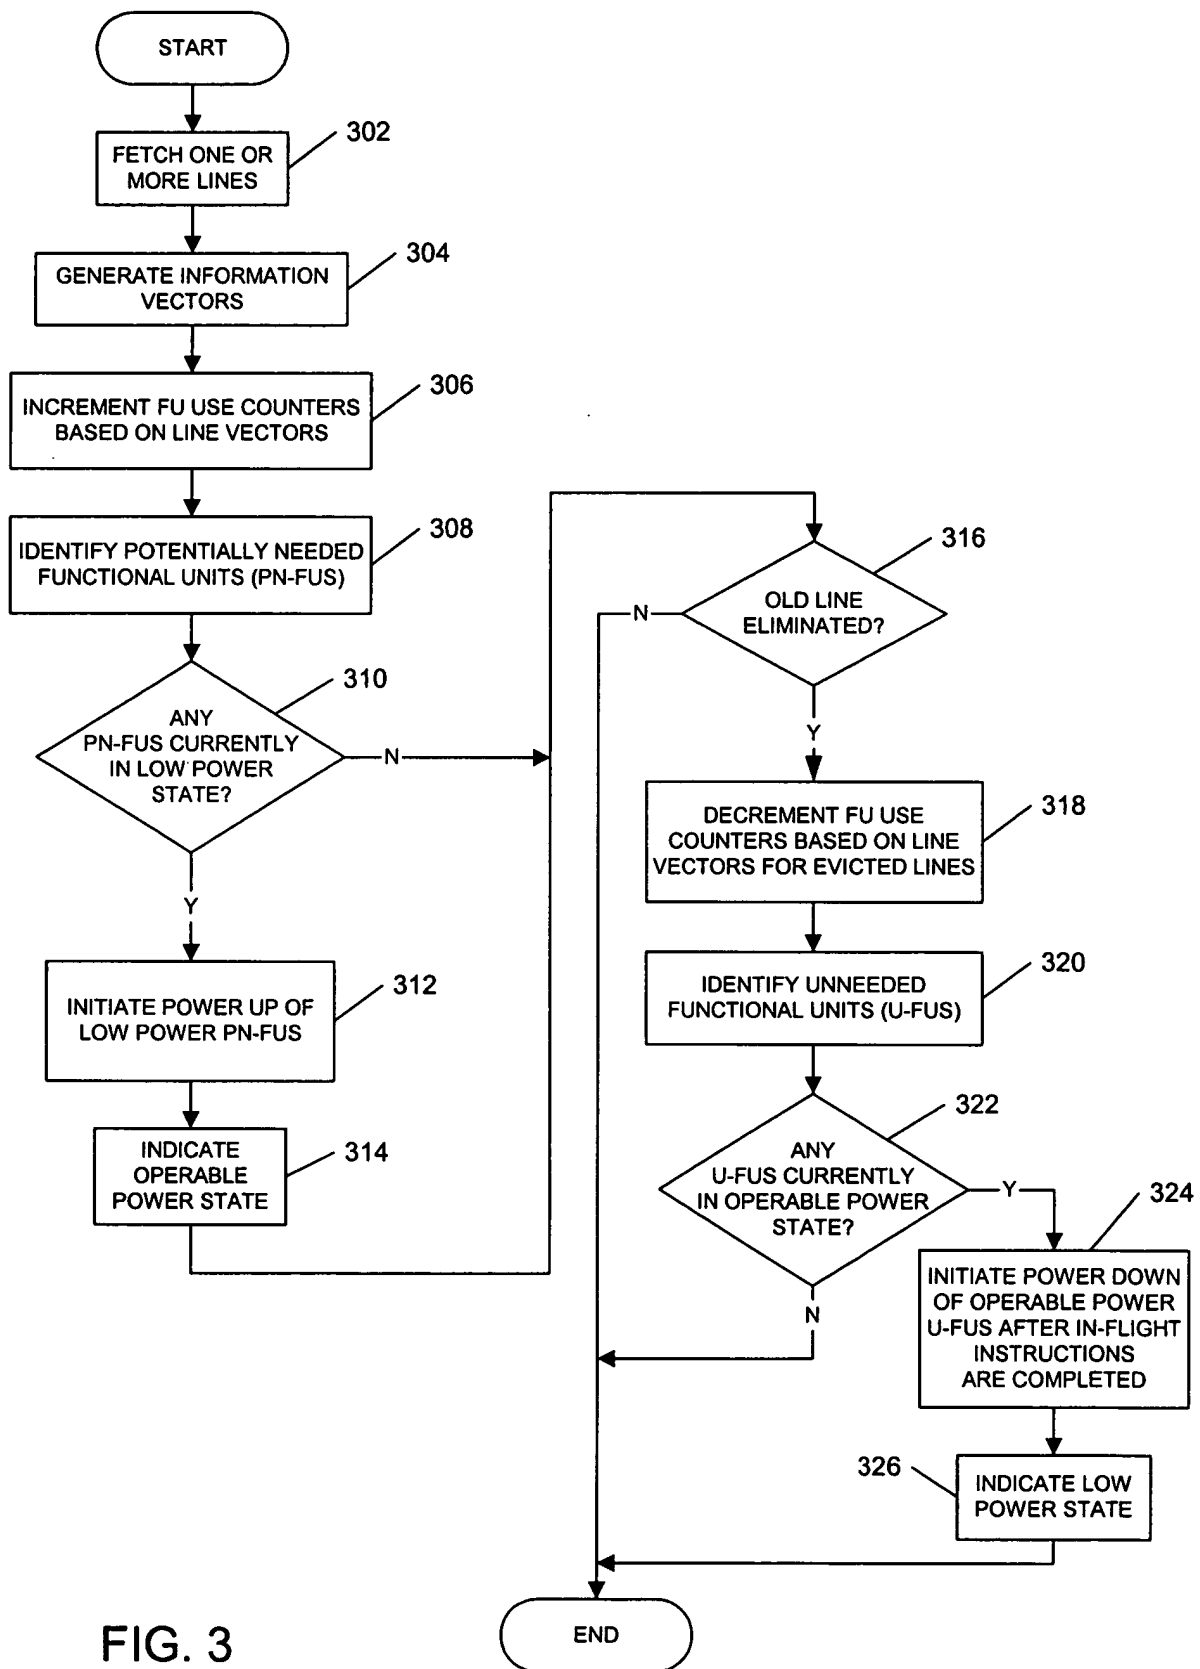 START
302
FETCH ONE OR
MORE LINES
304
GENERATE INFORMATION
VECTORS
306
INCREMENT FU USE COUNTERS
BASED ON LINE VECTORS
308
IDENTIFY POTENTIALLY NEEDED
FUNCTIONAL UNITS (PN-FUS)
310
ANY
PN-FUS CURRENTLY
IN LOW POWER
STATE?
N
Y
312
INITIATE POWER UP OF
LOW POWER PN-FUS
314
INDICATE
OPERABLE
POWER STATE
316
OLD LINE
ELIMINATED?
N
Y
318
DECREMENT FU USE
COUNTERS BASED ON LINE
VECTORS FOR EVICTED LINES
320
IDENTIFY UNNEEDED
FUNCTIONAL UNITS (U-FUS)
322
ANY
U-FUS CURRENTLY
IN OPERABLE POWER
STATE?
Y
N
324
INITIATE POWER DOWN
OF OPERABLE POWER
U-FUS AFTER IN-FLIGHT
INSTRUCTIONS
ARE COMPLETED
326
INDICATE LOW
POWER STATE
END
FIG. 3